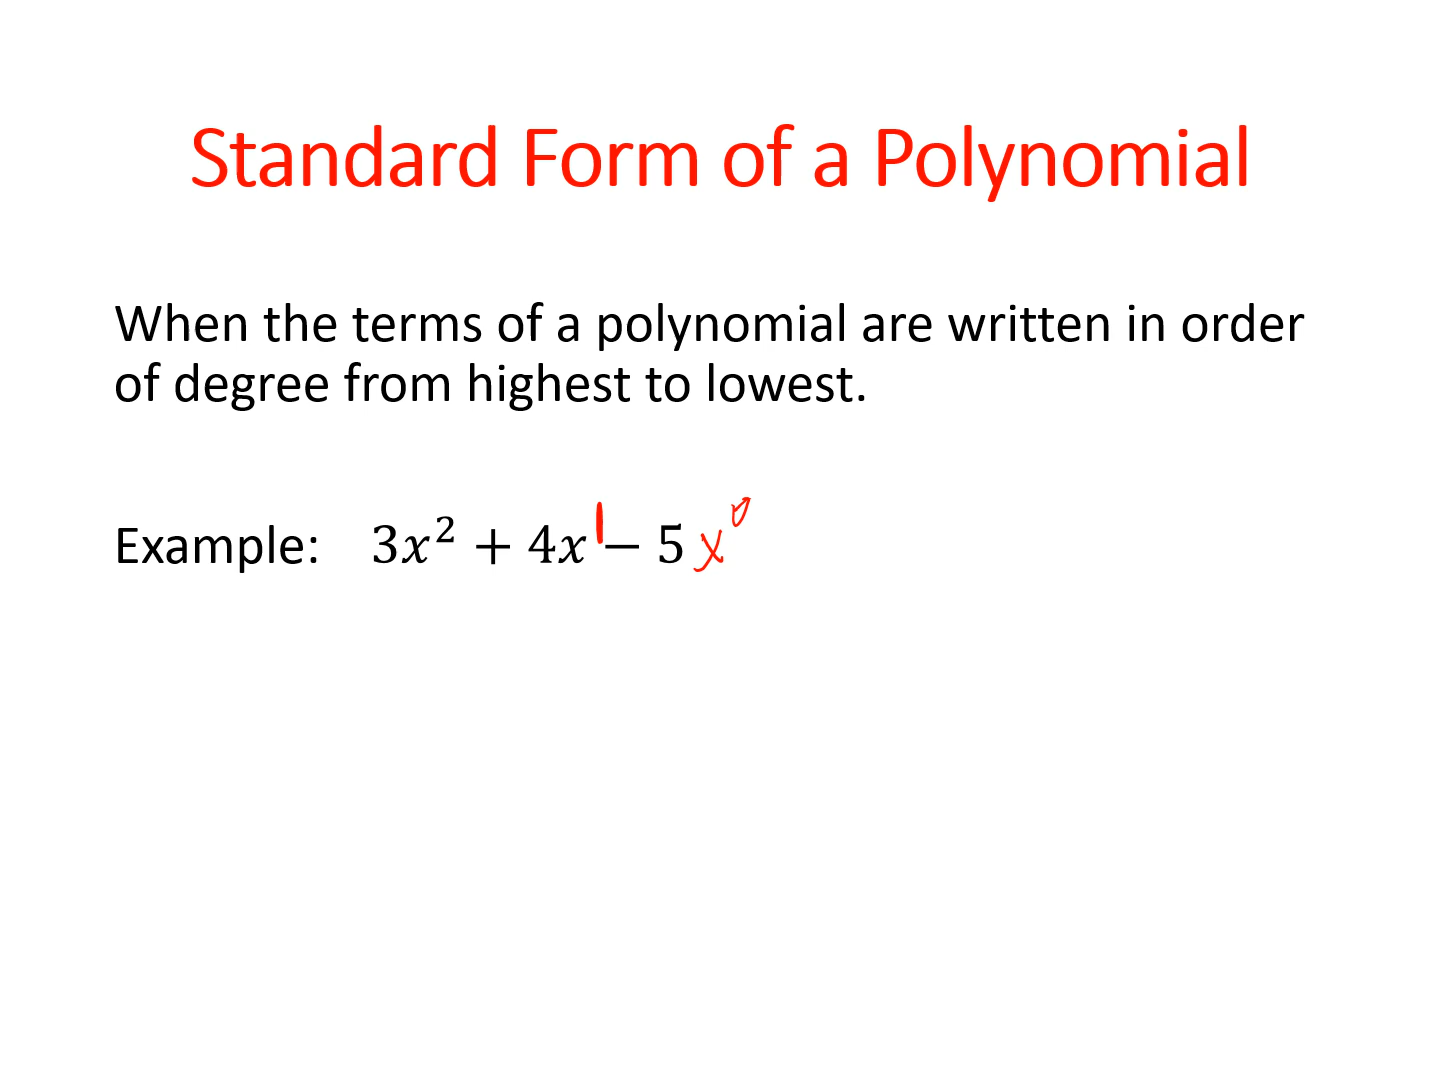 Standard Form of a Polynomial
When the terms of a polynomial are written in order
of degree from highest to lowest.
Example: 3x² + 4x¹ − 5x⁰